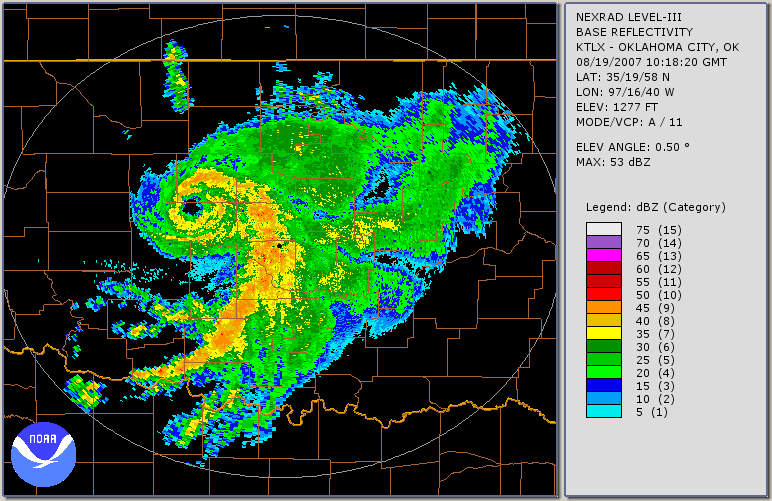 NEXRAD LEVEL-III
BASE REFLECTIVITY
KTLX - OKLAHOMA CITY, OK
08/19/2007 10:18:20 GMT
LAT: 35/19/58 N
LON: 97/16/40 W
ELEV: 1277 FT
MODE/VCP: A / 11
ELEV ANGLE: 0.50 °
MAX: 53 dBZ
Legend: dBZ (Category)
75 (15)
70 (14)
65 (13)
60 (12)
55 (11)
50 (10)
45 (9)
40 (8)
35 (7)
30 (6)
25 (5)
20 (4)
15 (3)
10 (2)
5 (1)
NOAA